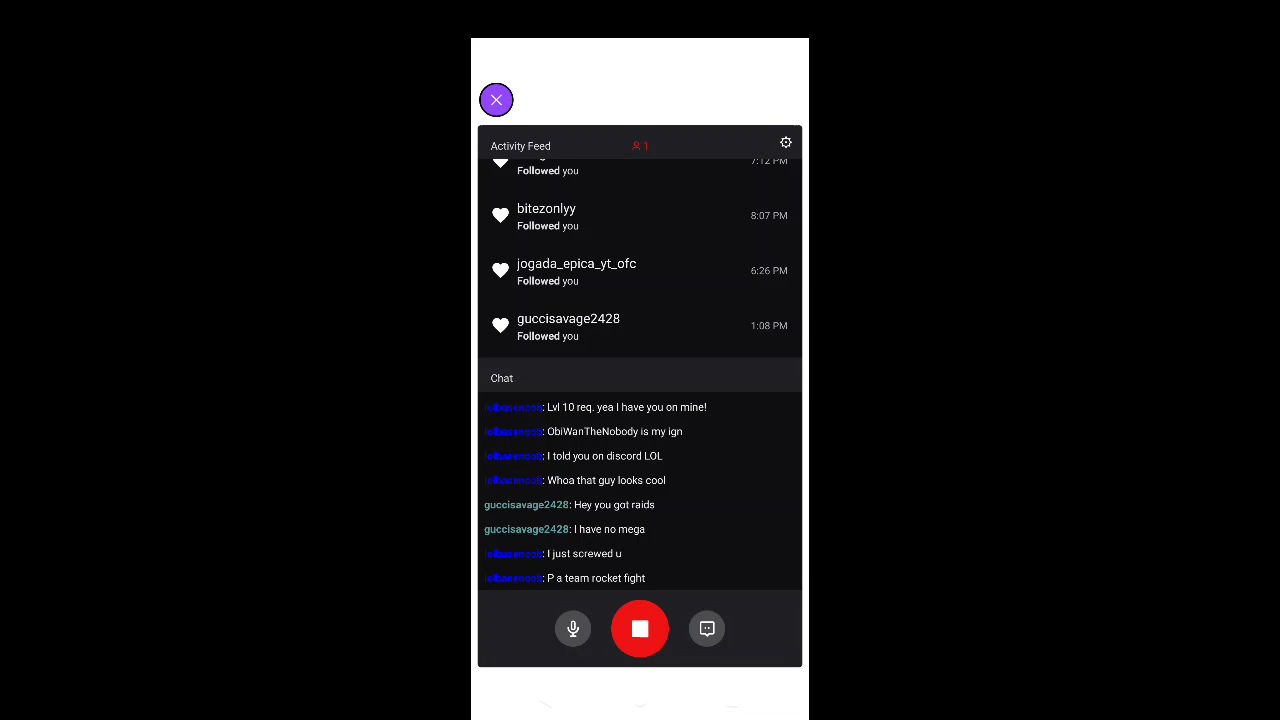 Activity Feed
1
7:12 PM
Followed you
bitezonlyy
8:07 PM
Followed you
jogada_epica_yt_ofc
6:26 PM
Followed you
guccisavage2428
1:08 PM
Followed you
Chat
: Lvl 10 req. yea I have you on mine!
: ObiWanTheNobody is my ign
: I told you on discord LOL
: Whoa that guy looks cool
guccisavage2428: Hey you got raids
guccisavage2428: I have no mega
: I just screwed u
: P a team rocket fight